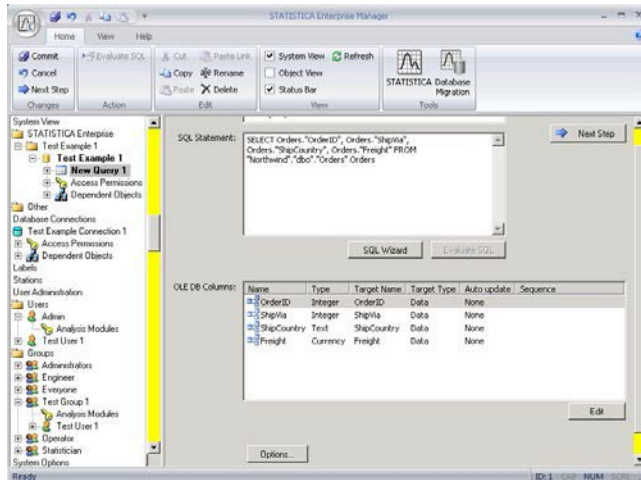 STATISTICA Enterprise Manager
Home View Help
Commit
Cancel
Next Step
Changes
Evaluate SQL
Action
Cut
Copy
Paste
Paste Link
Rename
Delete
Edit
System View
Object View
Status Bar
Refresh
View
STATISTICA
Database Migration
Tools
System View
STATISTICA Enterprise
Test Example 1
Test Example 1
New Query 1
Access Permissions
Dependent Objects
Other
Database Connections
Test Example Connection 1
Access Permissions
Dependent Objects
Labels
Stations
User Administration
Users
Admin
Analysis Modules
Test User 1
Groups
Administrators
Engineer
Everyone
Test Group 1
Analysis Modules
Test User 1
Operator
Statistician
System Options
SQL Statement:
SELECT Orders."OrderID", Orders."ShipVia",
Orders."ShipCountry", Orders."Freight" FROM
"Northwind"."dbo"."Orders" Orders
Next Step
SQL Wizard
Evaluate SQL
OLE DB Columns:
Name Type Target Name Target Type Auto update Sequence
OrderID Integer OrderID Data None
ShipVia Integer ShipVia Data None
ShipCountry Text ShipCountry Data None
Freight Currency Freight Data None
Edit
Options...
Ready
ID: 1 CAP NUM SCRL